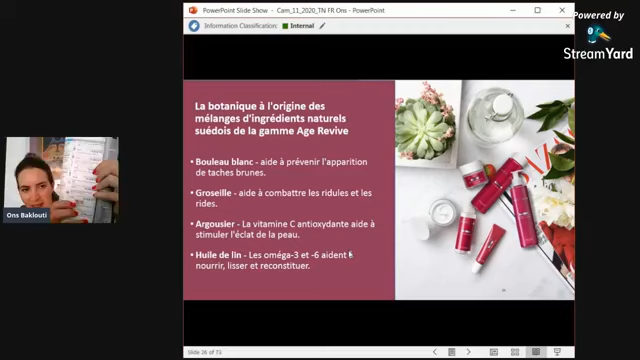 PowerPoint Slide Show - Cam_11_2020_TN FR Ons - PowerPoint
Powered by
StreamYard
Information Classification: Internal
La botanique à l'origine des
mélanges d'ingrédients naturels
suédois de la gamme Age Revive
• Bouleau blanc - aide à prévenir l'apparition
de taches brunes.
• Groseille - aide à combattre les ridules et les
rides.
• Argousier - La vitamine C antioxydante aide à
stimuler l'éclat de la peau.
• Huile de lin - Les oméga-3 et -6 aident à
nourrir, lisser et reconstituer.
Ons Baklouti
Slide 26 of 73